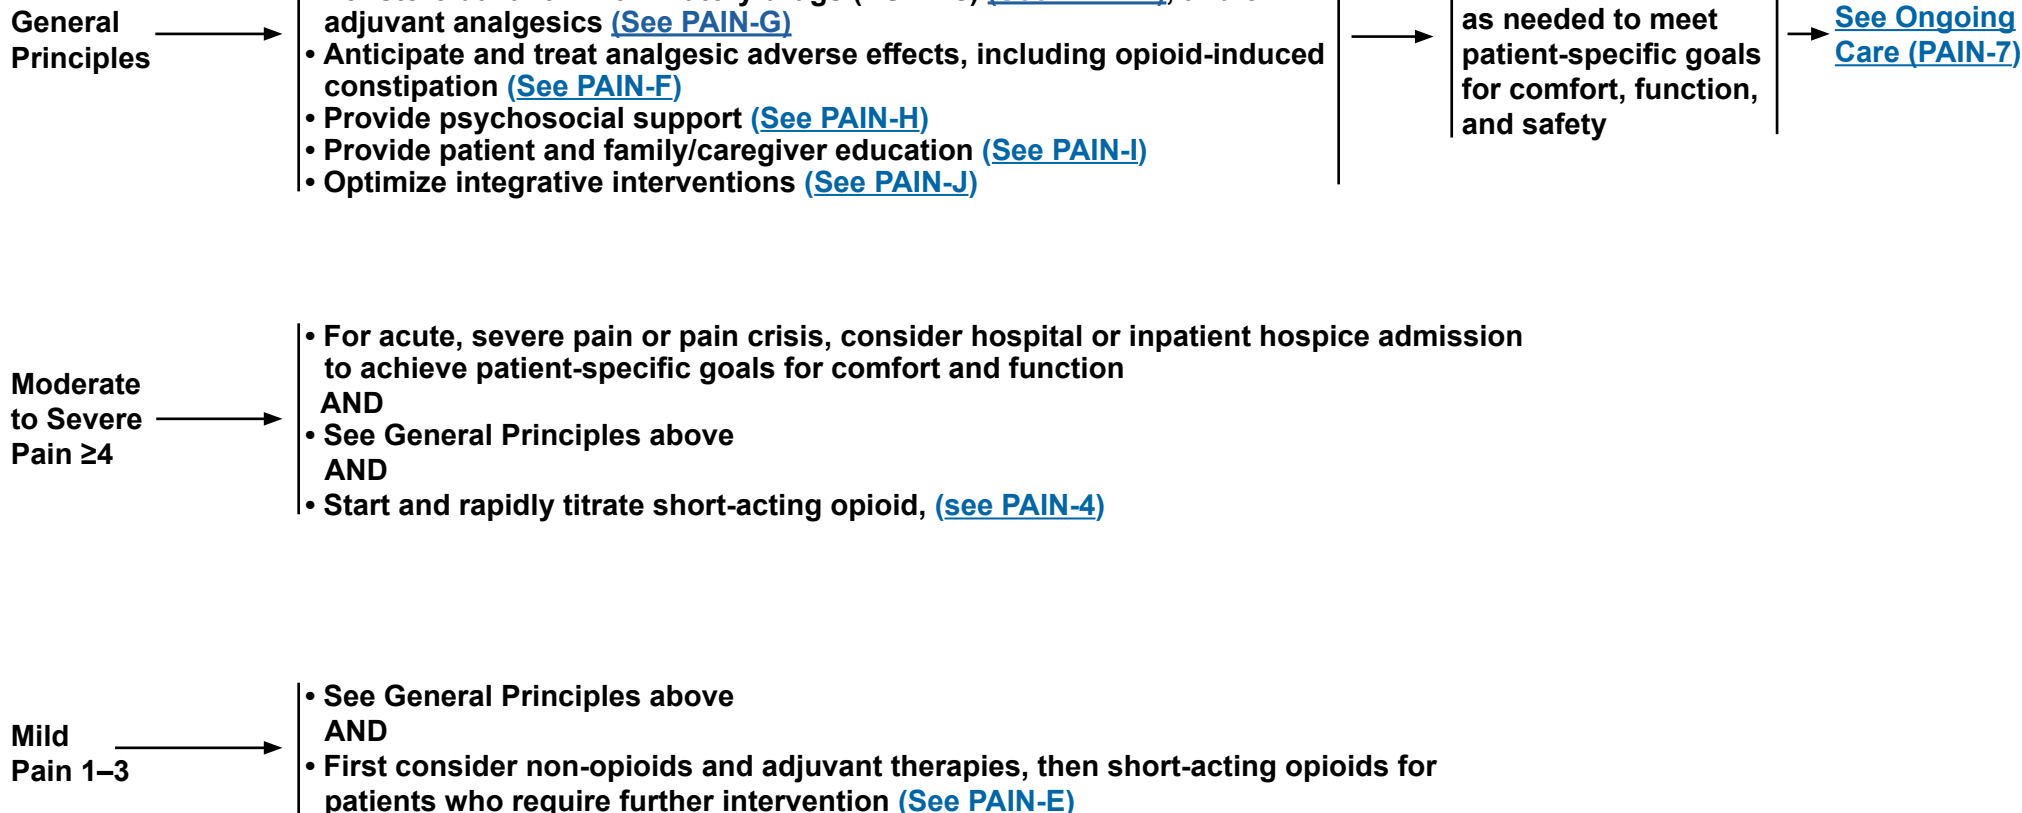 General
Principles
adjuvant analgesics (See PAIN-G)
• Anticipate and treat analgesic adverse effects, including opioid-induced
constipation (See PAIN-F)
• Provide psychosocial support (See PAIN-H)
• Provide patient and family/caregiver education (See PAIN-I)
• Optimize integrative interventions (See PAIN-J)
as needed to meet
patient-specific goals
for comfort, function,
and safety
See Ongoing
Care (PAIN-7)
Moderate
to Severe
Pain ≥4
• For acute, severe pain or pain crisis, consider hospital or inpatient hospice admission
to achieve patient-specific goals for comfort and function
AND
• See General Principles above
AND
• Start and rapidly titrate short-acting opioid, (see PAIN-4)
Mild
Pain 1–3
• See General Principles above
AND
• First consider non-opioids and adjuvant therapies, then short-acting opioids for
patients who require further intervention (See PAIN-E)